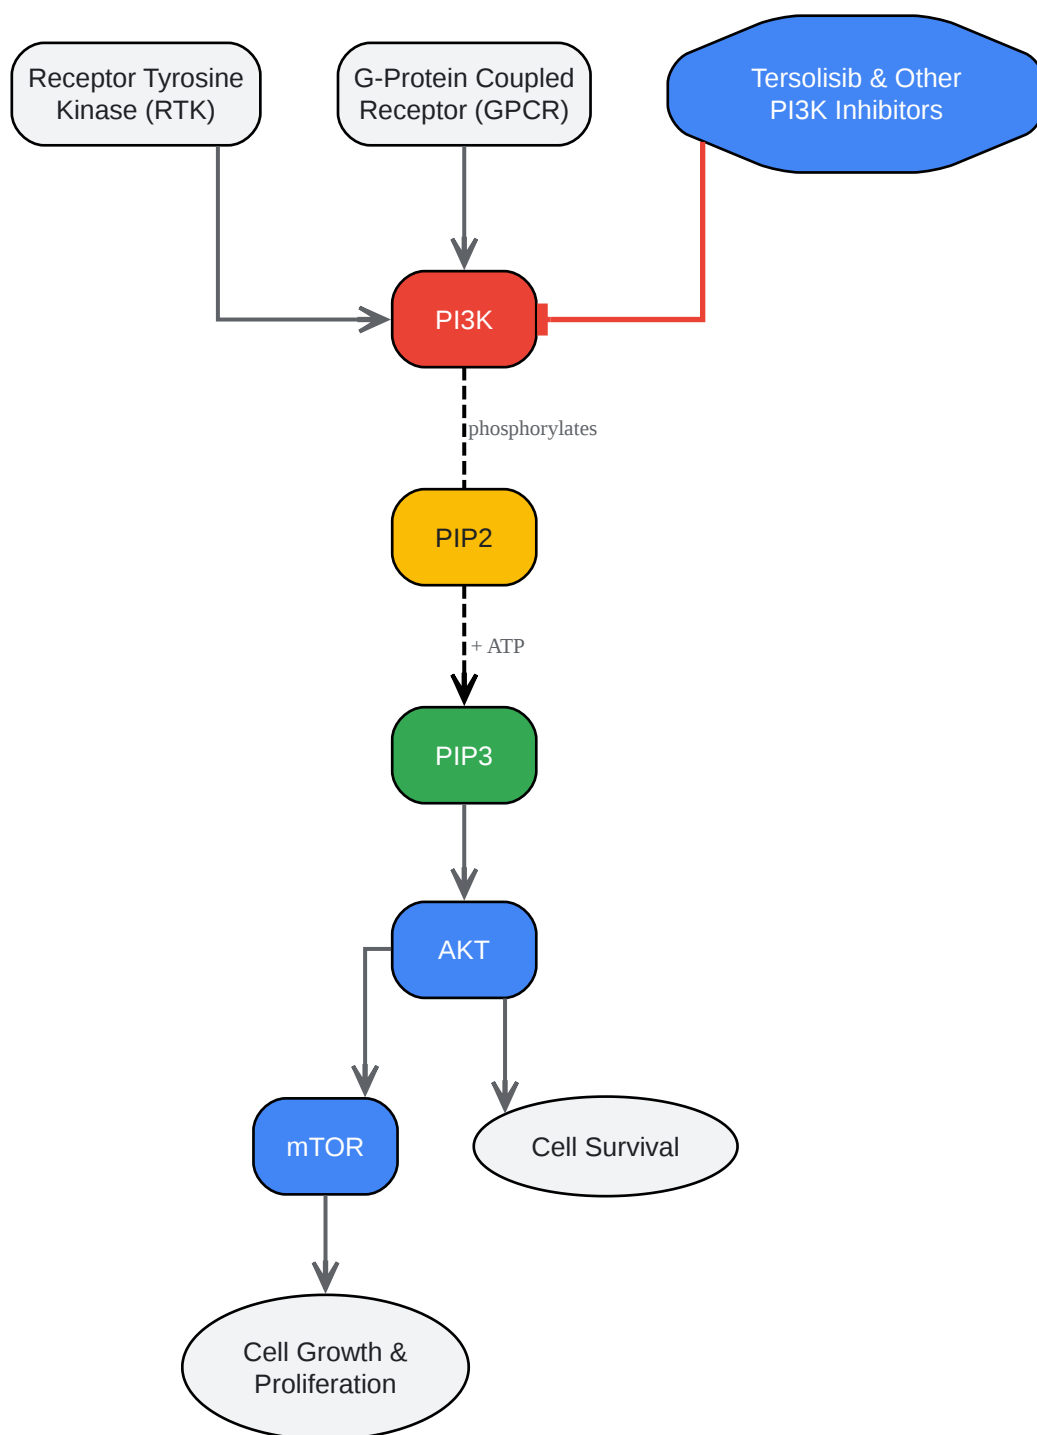 Receptor Tyrosine
Kinase (RTK)
G-Protein Coupled
Receptor (GPCR)
Tersolisib & Other
PI3K Inhibitors
PI3K
phosphorylates
PIP2
+ ATP
PIP3
AKT
mTOR
Cell Survival
Cell Growth &
Proliferation